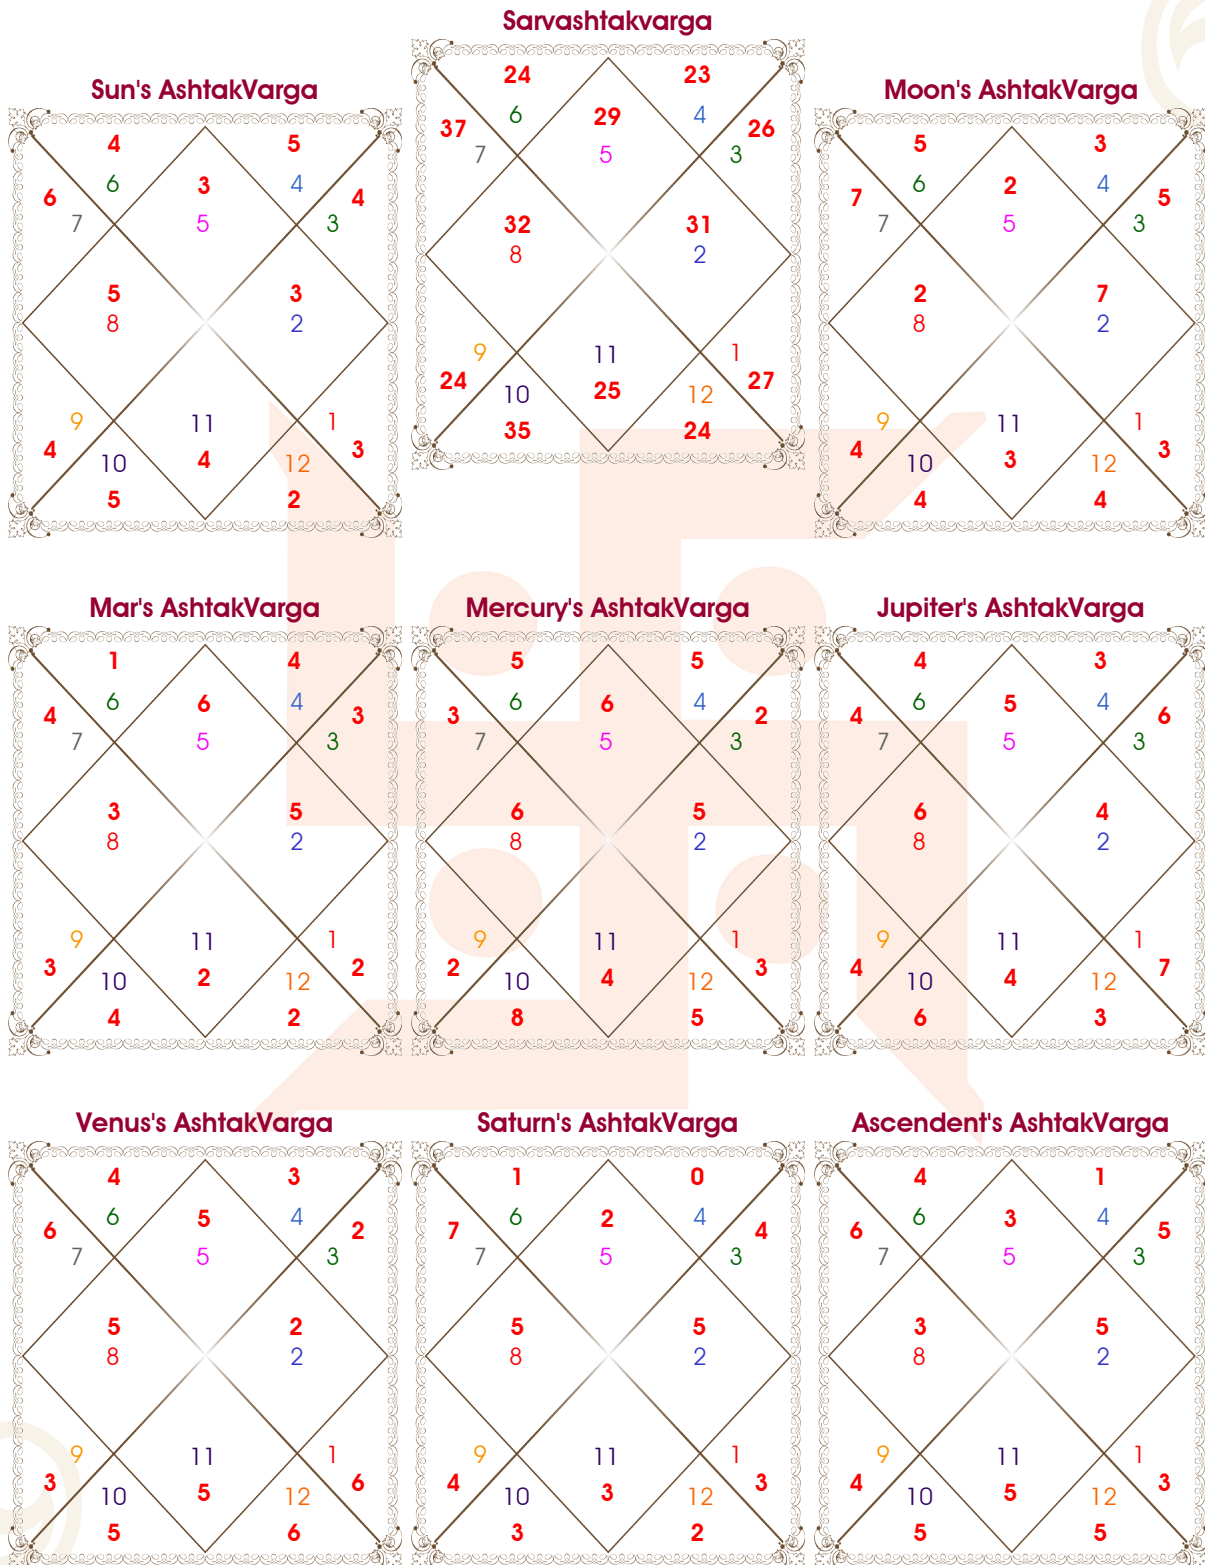 Sarvashtakvarga
24 23
6 29 4
37 26
7 5 3
32 31
8 2
9 11 1
24 25 27
10 12
35 24
Sun's AshtakVarga
4 5
6 3 4
6 4
7 5 3
5 3
8 2
9 11 1
4 4 3
10 12
5 2
Moon's AshtakVarga
5 3
6 2 4
7 5
7 5 3
2 7
8 2
9 11 1
4 3 3
10 12
4 4
Mar's AshtakVarga
1 4
6 6 4
4 3
7 5 3
3 5
8 2
9 11 1
3 2 2
10 12
4 2
Mercury's AshtakVarga
5 5
6 6 4
3 2
7 5 3
6 5
8 2
9 11 1
2 4 3
10 12
8 5
Jupiter's AshtakVarga
4 3
6 5 4
4 6
7 5 3
6 4
8 2
9 11 1
4 4 7
10 12
6 3
Venus's AshtakVarga
4 3
6 5 4
6 2
7 5 3
5 2
8 2
9 11 1
3 5 6
10 12
5 6
Saturn's AshtakVarga
1 0
6 2 4
7 4
7 5 3
5 5
8 2
9 11 1
4 3 3
10 12
3 2
Ascendent's AshtakVarga
4 1
6 3 4
6 5
7 5 3
3 5
8 2
9 11 1
4 5 3
10 12
5 5